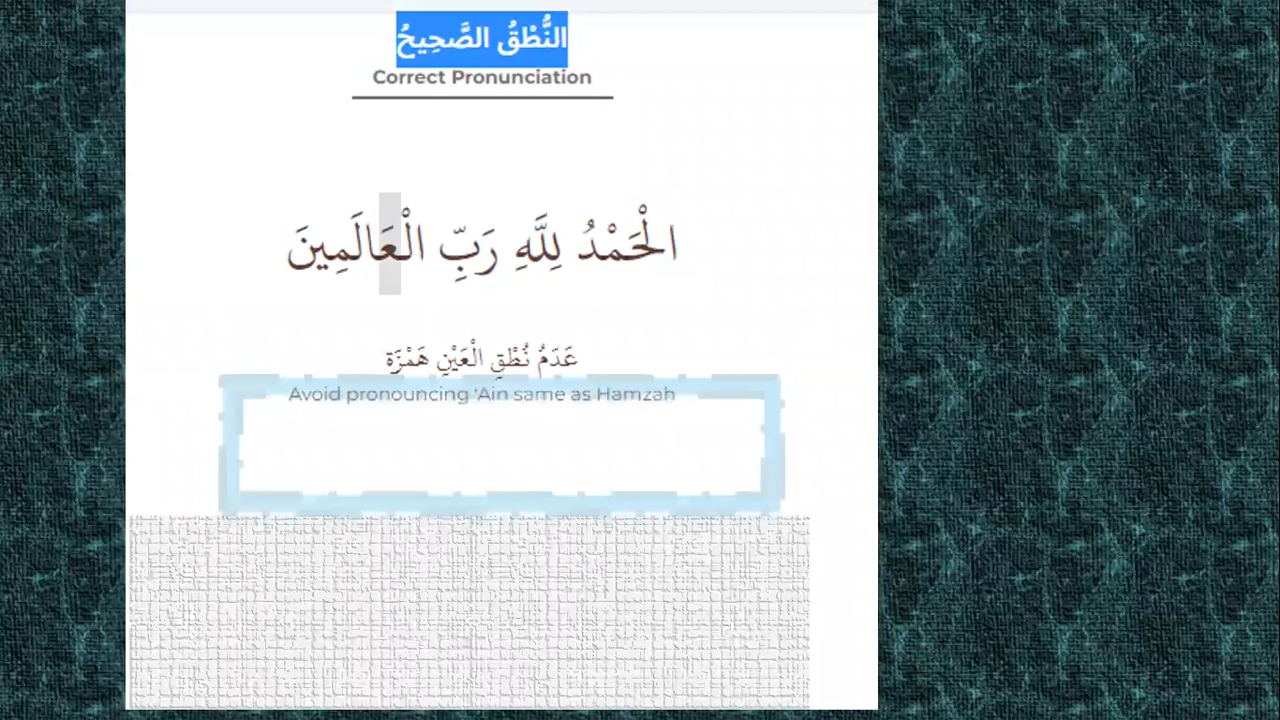 النُّطْقُ الصَّحِيحُ
Correct Pronunciation
الْحَمْدُ لِلَّهِ رَبِّ الْعَالَمِينَ
عَدَمُ نُطْقِ الْعَيْنِ هَمْزَة
Avoid pronouncing 'Ain same as Hamzah